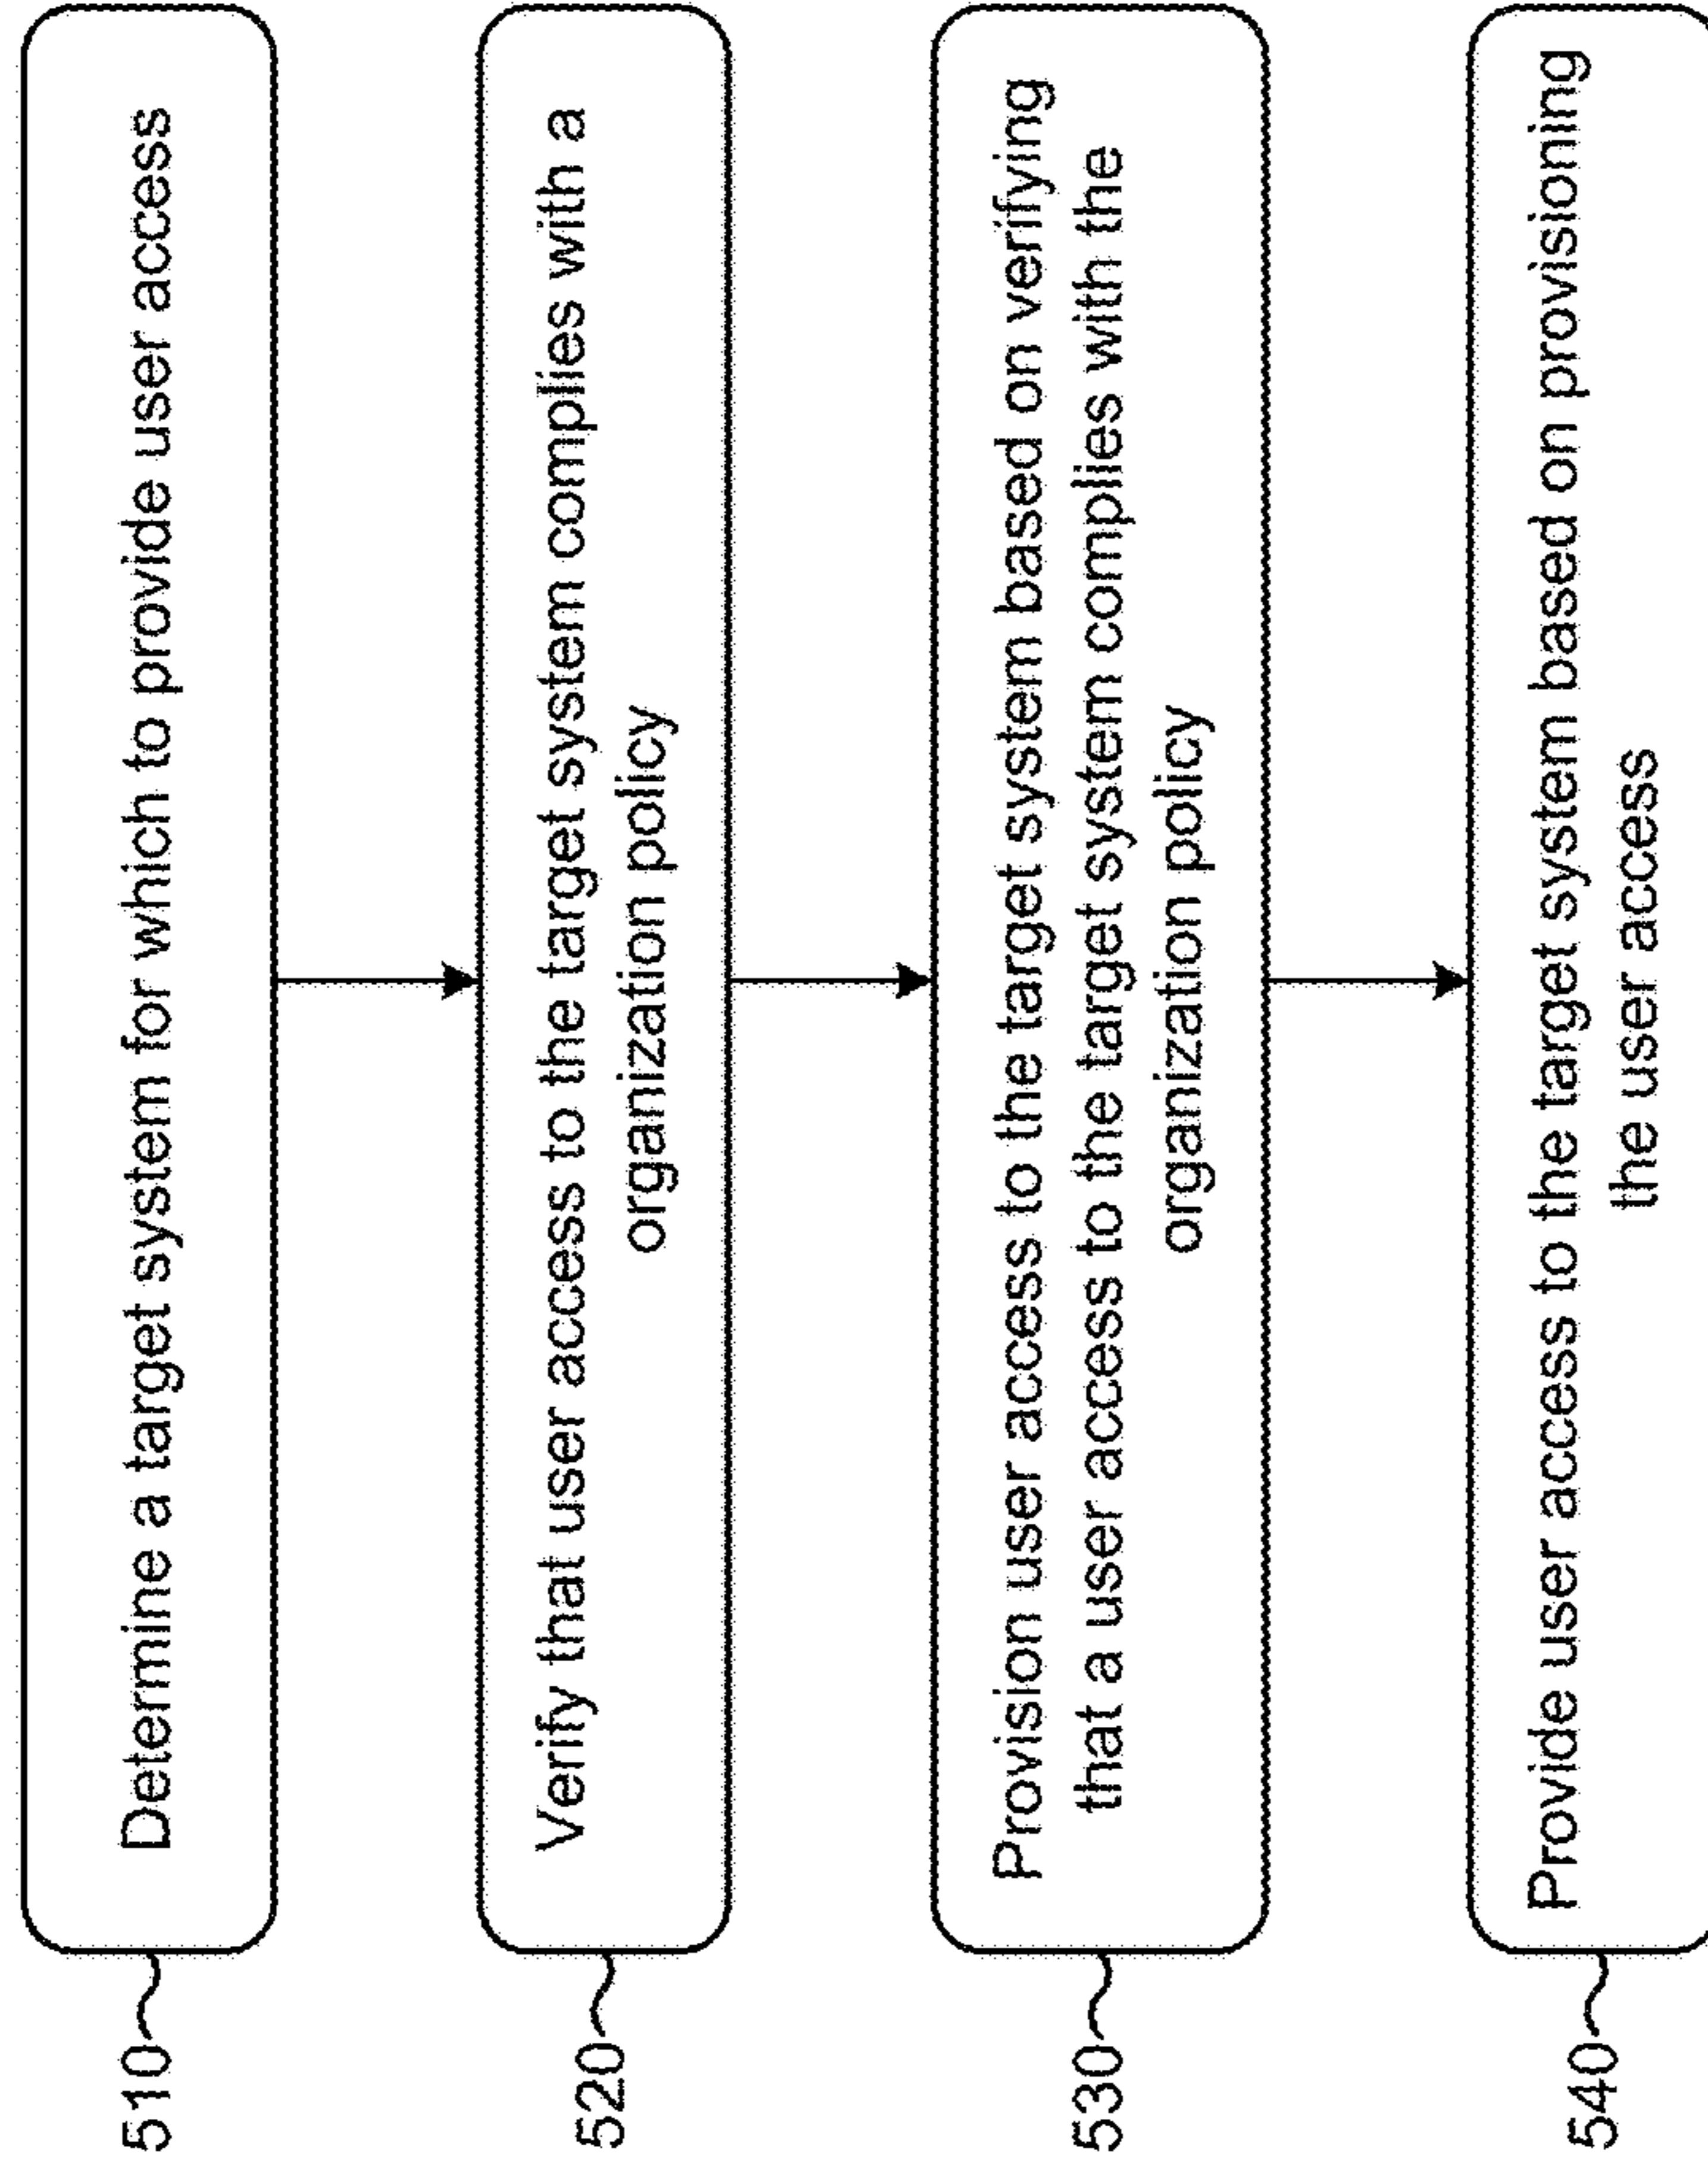 510
Determine a target system for which to provide user access
520
Verify that user access to the target system complies with a
organization policy
530
Provision user access to the target system based on verifying
that a user access to the target system complies with the
organization policy
540
Provide user access to the target system based on provisioning
the user access